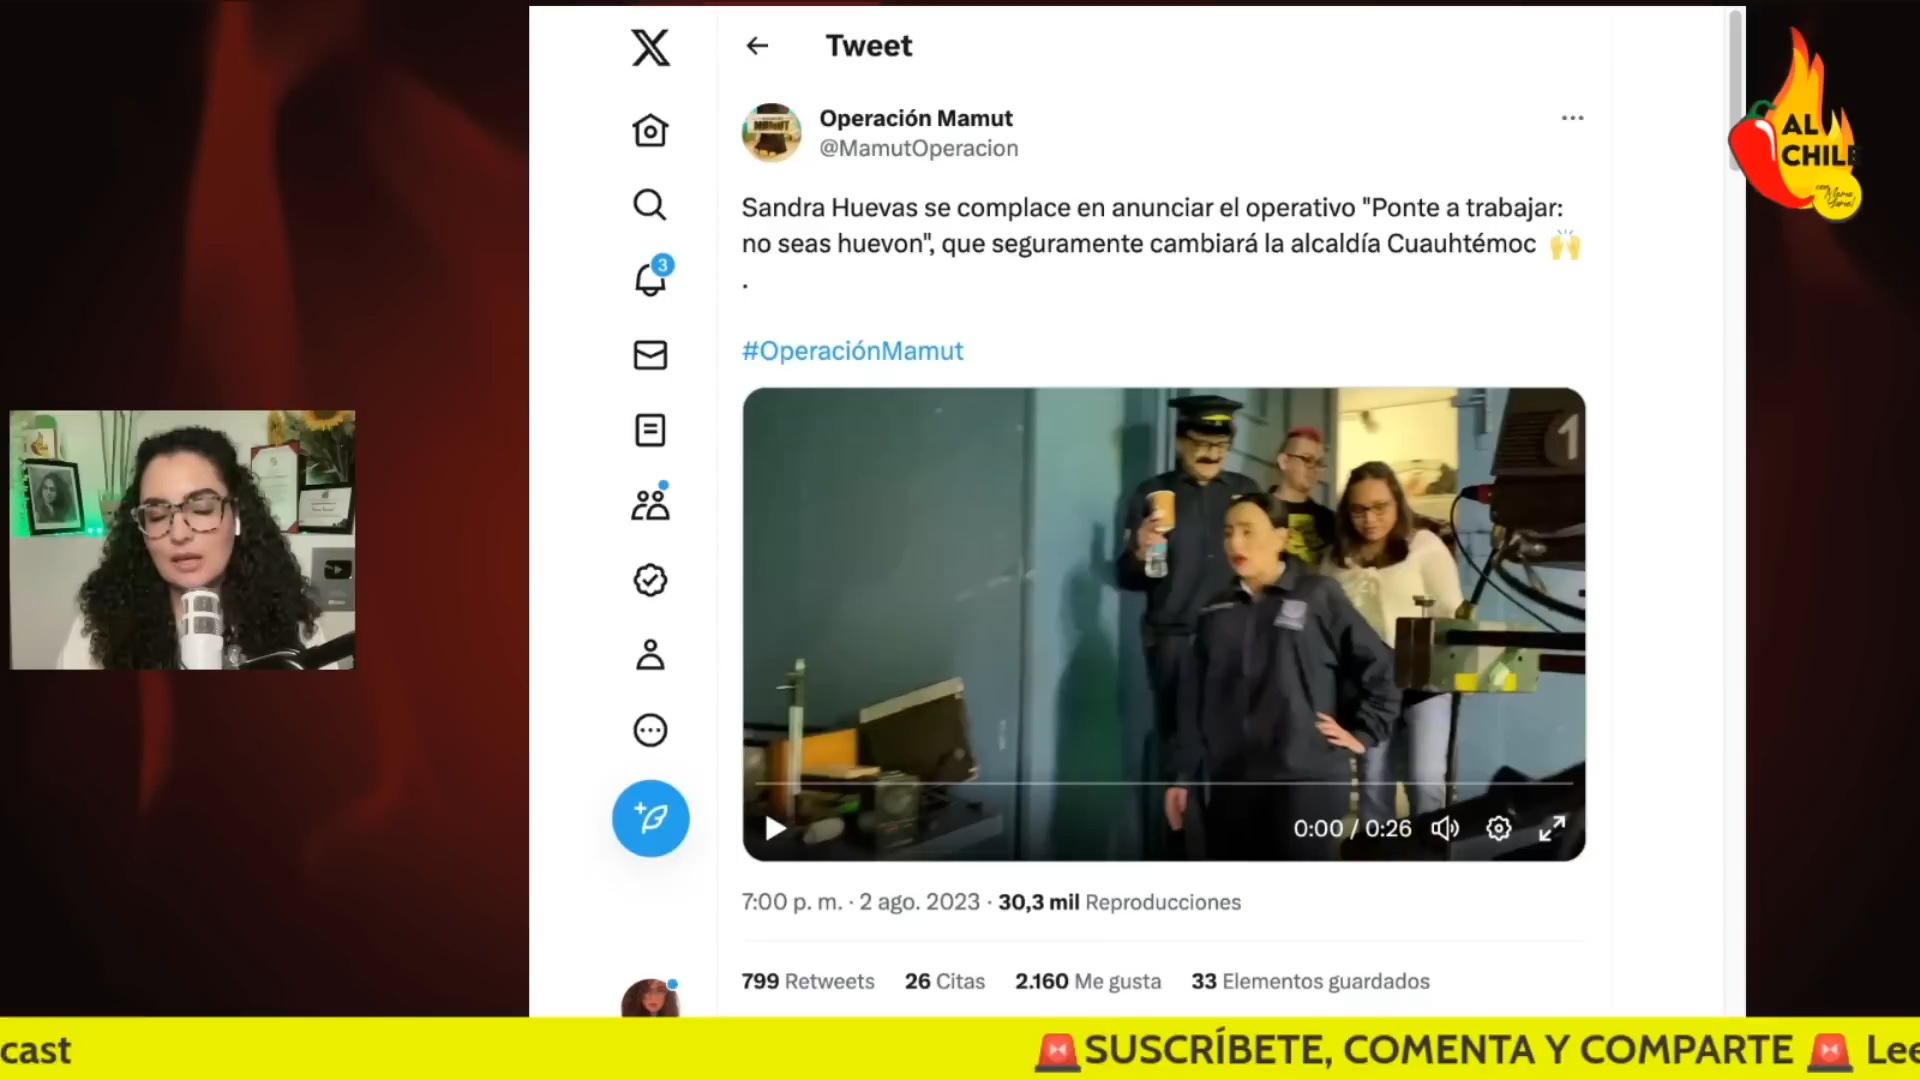 Tweet
Operación Mamut
@MamutOperacion
Sandra Huevas se complace en anunciar el operativo "Ponte a trabajar:
no seas huevon", que seguramente cambiará la alcaldía Cuauhtémoc 🙌
.
#OperaciónMamut
3
1
0:00 / 0:26
7:00 p. m. · 2 ago. 2023 · 30,3 mil Reproducciones
799 Retweets 26 Citas 2.160 Me gusta 33 Elementos guardados
AL
CHILE
cast
🚨SUSCRÍBETE, COMENTA Y COMPARTE 🚨 Lee